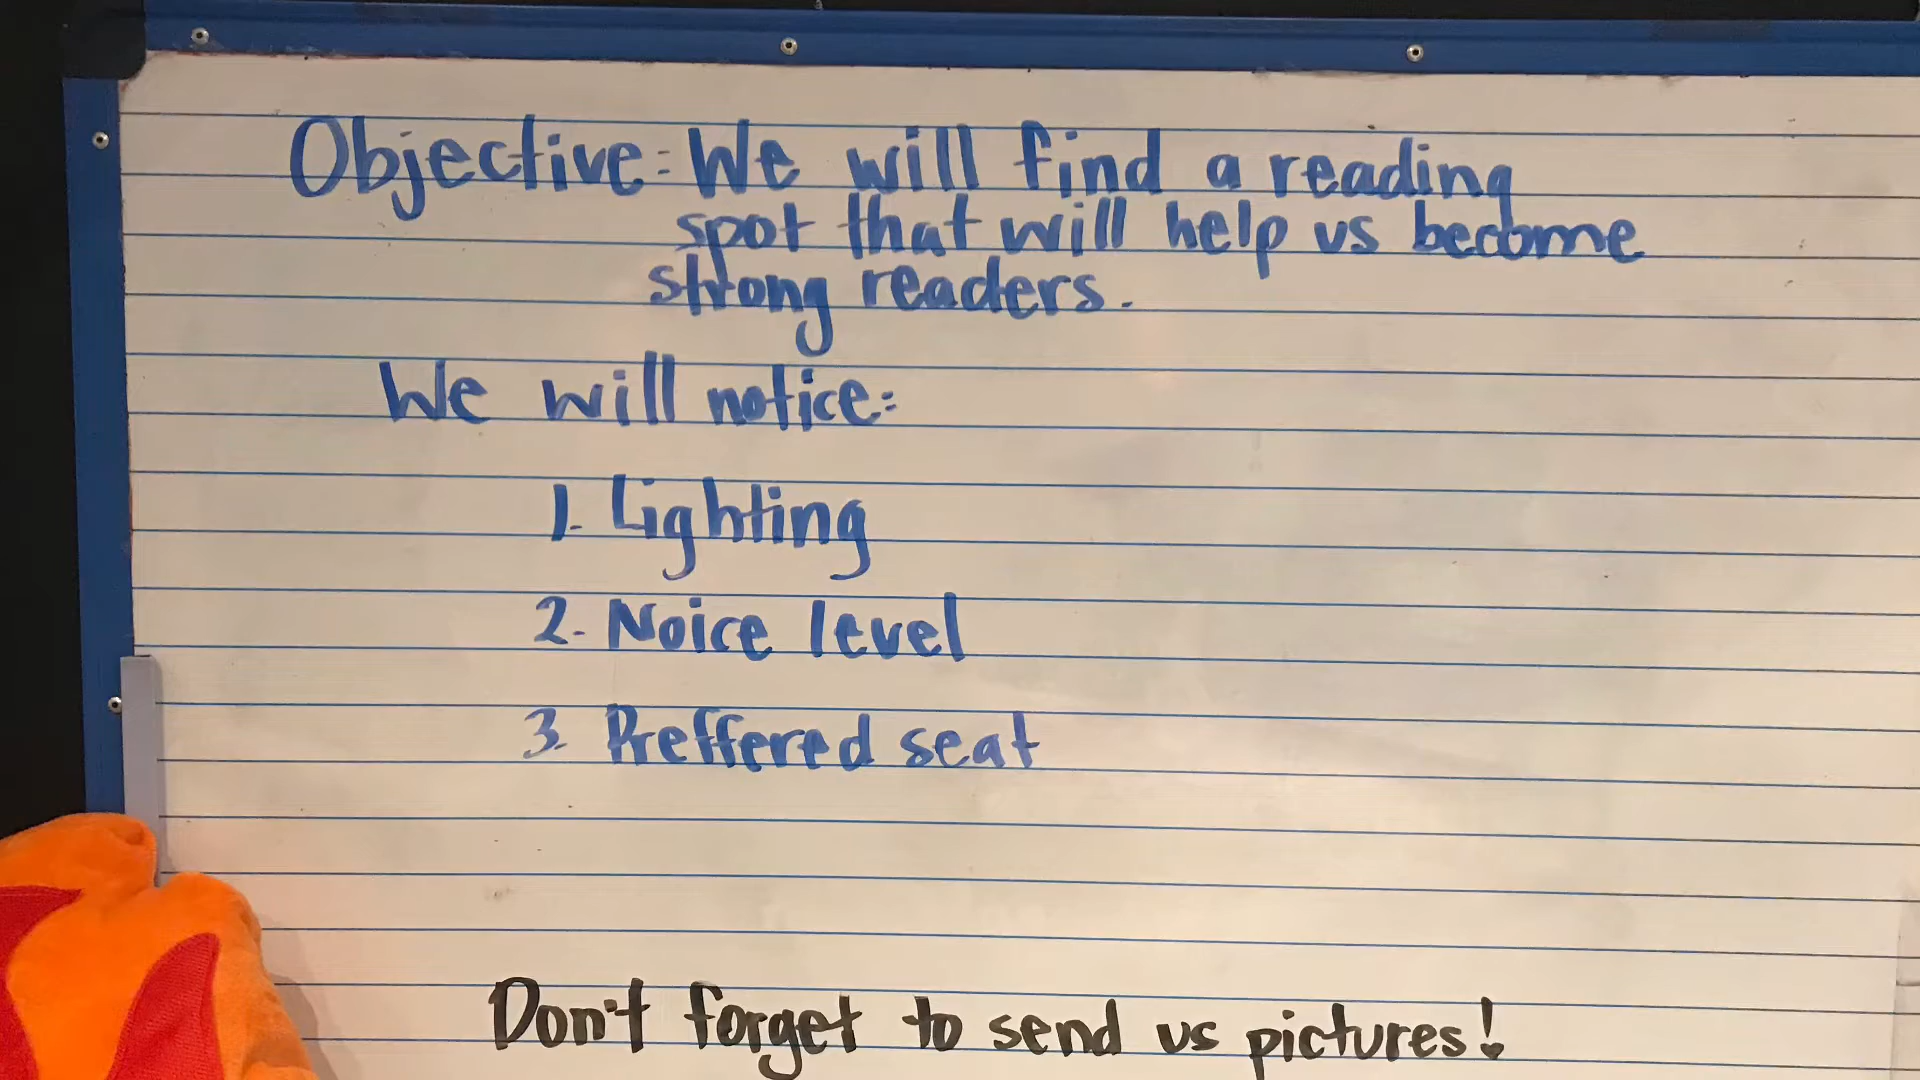 Objective: We will find a reading
spot that will help us become
strong readers.
We will notice:
1. Lighting
2. Noice level
3. Preffered seat
Don't forget to send us pictures!